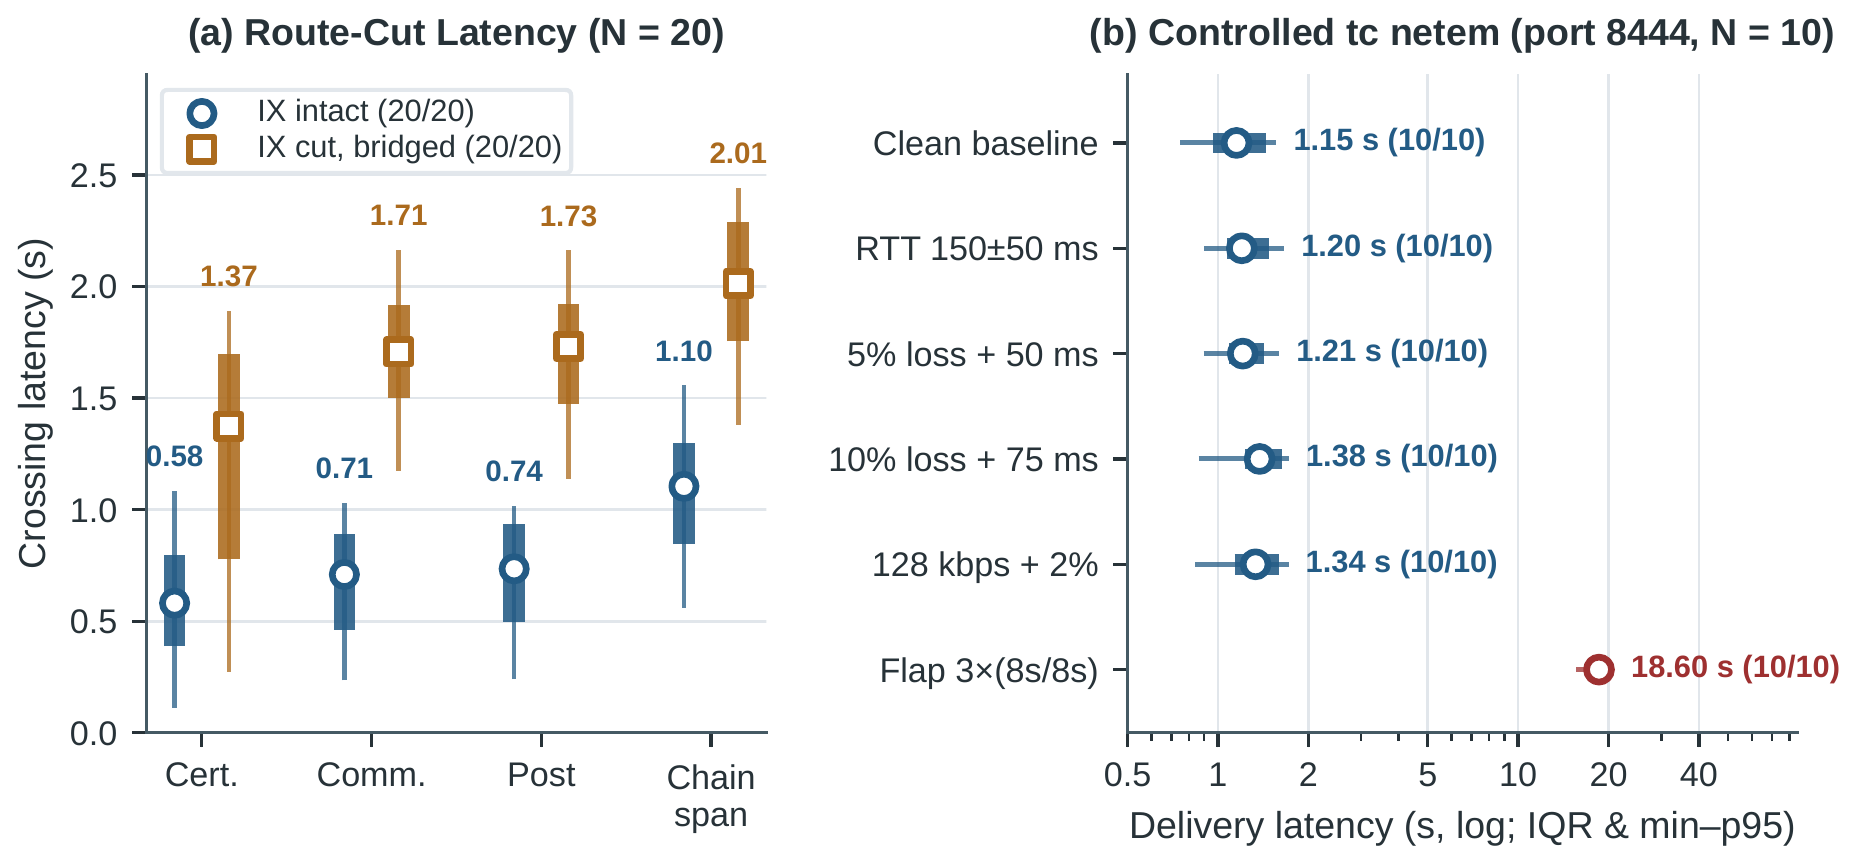 (a) Route-Cut Latency (N = 20)
IX intact (20/20)
IX cut, bridged (20/20)
Crossing latency (s)
2.5
2.0
1.5
1.0
0.5
0.0
0.58
1.37
0.71
1.71
0.74
1.73
1.10
2.01
Cert.
Comm.
Post
Chain
span
(b) Controlled tc netem (port 8444, N = 10)
Clean baseline
1.15 s (10/10)
RTT 150±50 ms
1.20 s (10/10)
5% loss + 50 ms
1.21 s (10/10)
10% loss + 75 ms
1.38 s (10/10)
128 kbps + 2%
1.34 s (10/10)
Flap 3×(8s/8s)
18.60 s (10/10)
0.5
1
2
5
10
20
40
Delivery latency (s, log; IQR & min–p95)